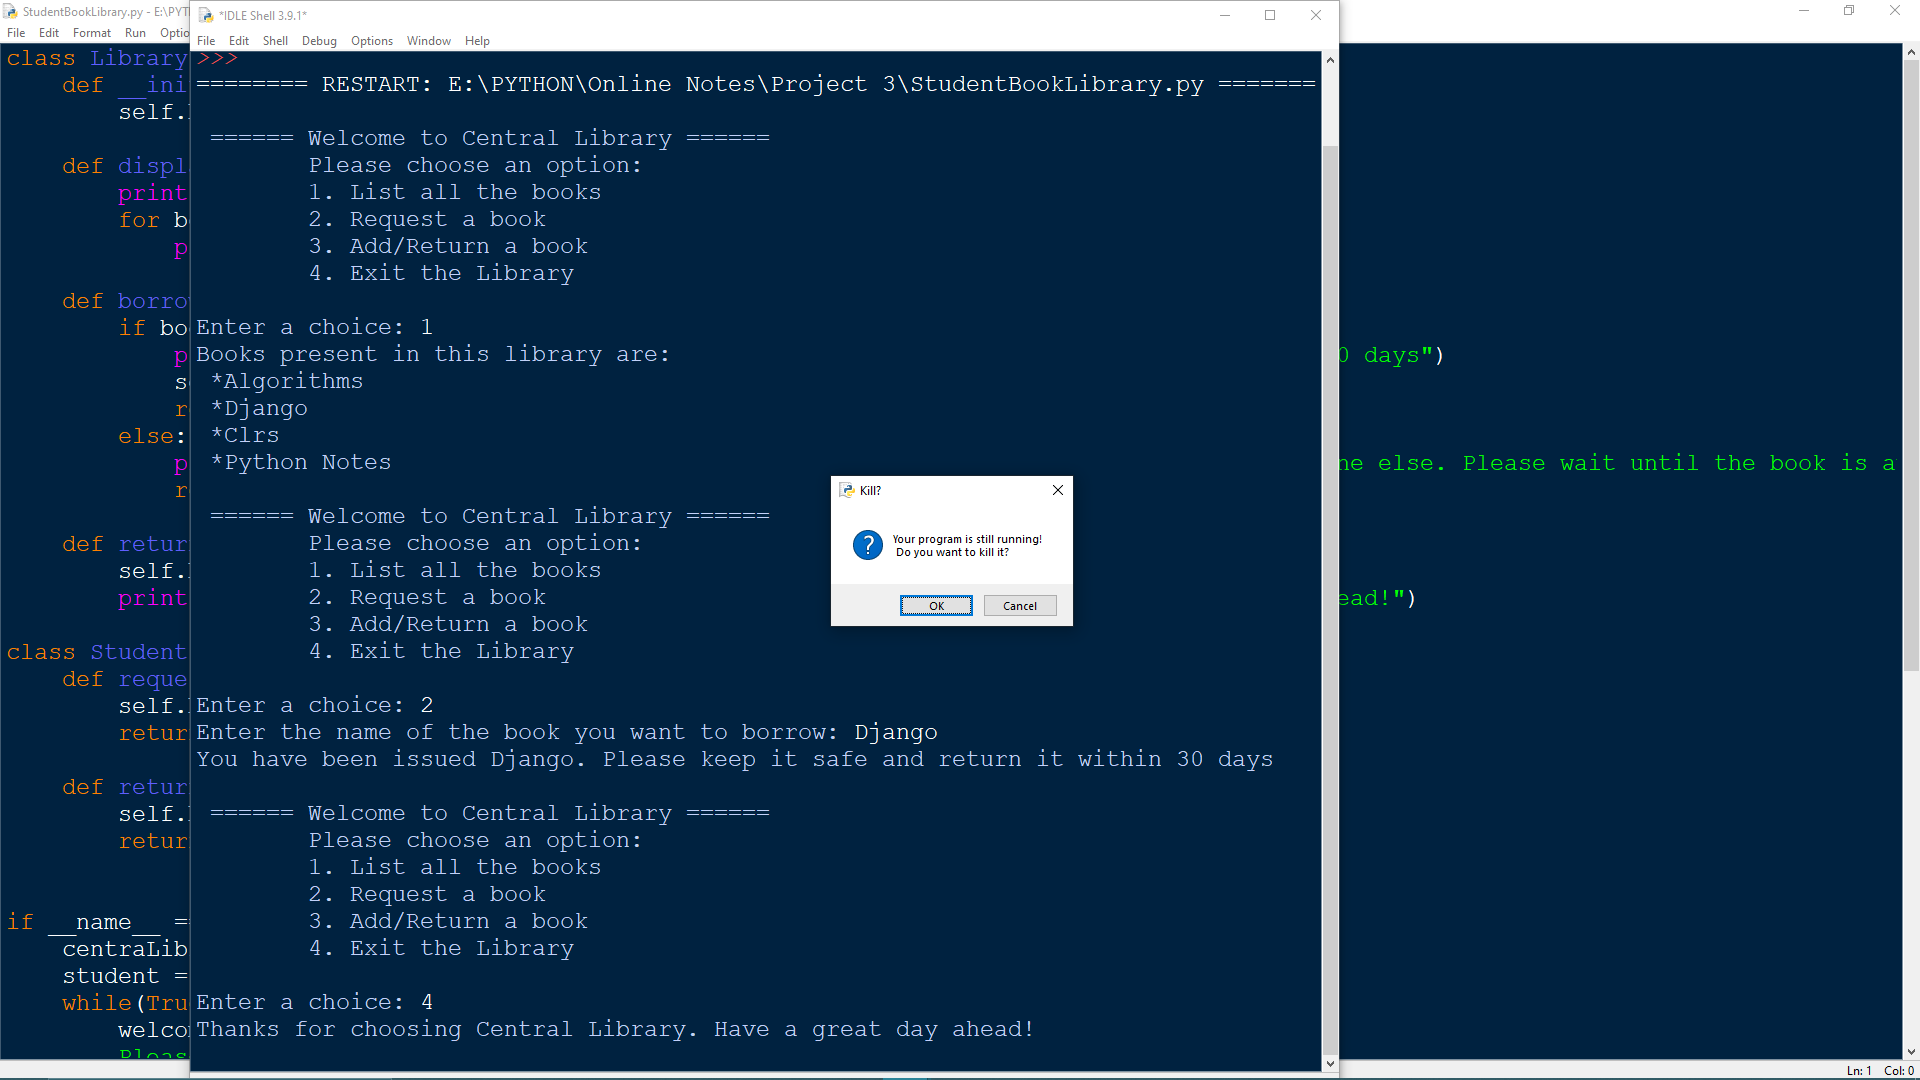 StudentBookLibrary.py - E:\PYT
File Edit Format Run Optio
class Library
def __ini
self.
def displ
print
for b
p
def borro
if bo
p
s
r
else:
p
r
def retur
self.
print
class Student
def reque
self.
retur
def retur
self.
retur
if __name__ ==
centraLib
student =
while(Tru
welco
Pleas
*IDLE Shell 3.9.1*
File Edit Shell Debug Options Window Help
>>>
======== RESTART: E:\PYTHON\Online Notes\Project 3\StudentBookLibrary.py =======
====== Welcome to Central Library ======
Please choose an option:
1. List all the books
2. Request a book
3. Add/Return a book
4. Exit the Library
Enter a choice: 1
Books present in this library are:
*Algorithms
*Django
*Clrs
*Python Notes
====== Welcome to Central Library ======
Please choose an option:
1. List all the books
2. Request a book
3. Add/Return a book
4. Exit the Library
Enter a choice: 2
Enter the name of the book you want to borrow: Django
You have been issued Django. Please keep it safe and return it within 30 days
====== Welcome to Central Library ======
Please choose an option:
1. List all the books
2. Request a book
3. Add/Return a book
4. Exit the Library
Enter a choice: 4
Thanks for choosing Central Library. Have a great day ahead!
Kill?
Your program is still running!
Do you want to kill it?
OK Cancel
0 days")
ne else. Please wait until the book is a
ead!")
Ln: 1 Col: 0